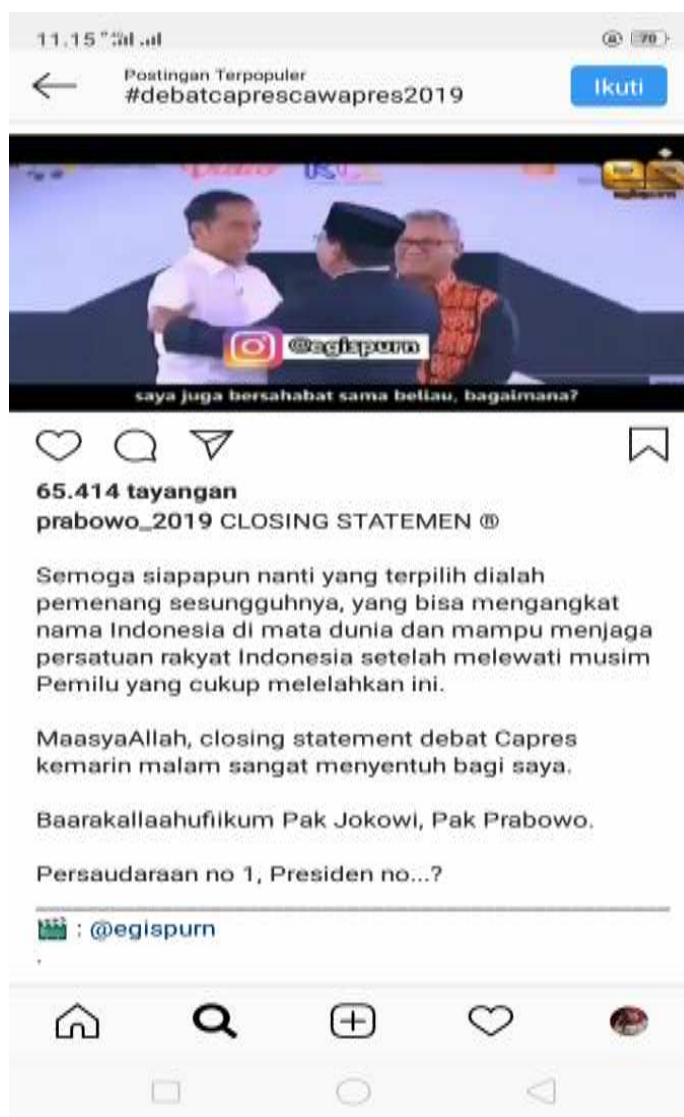 11.15
70
Postingan Terpopuler
#debatcaprescawapres2019
Ikuti
egispurn
@egispurn
saya juga bersahabat sama beliau, bagaimana?
65.414 tayangan
prabowo_2019 CLOSING STATEMEN ®
Semoga siapapun nanti yang terpilih dialah
pemenang sesungguhnya, yang bisa mengangkat
nama Indonesia di mata dunia dan mampu menjaga
persatuan rakyat Indonesia setelah melewati musim
Pemilu yang cukup melelahkan ini.
MaasyaAllah, closing statement debat Capres
kemarin malam sangat menyentuh bagi saya.
Baarakallaahufiikum Pak Jokowi, Pak Prabowo.
Persaudaraan no 1, Presiden no...?
: @egispurn
.